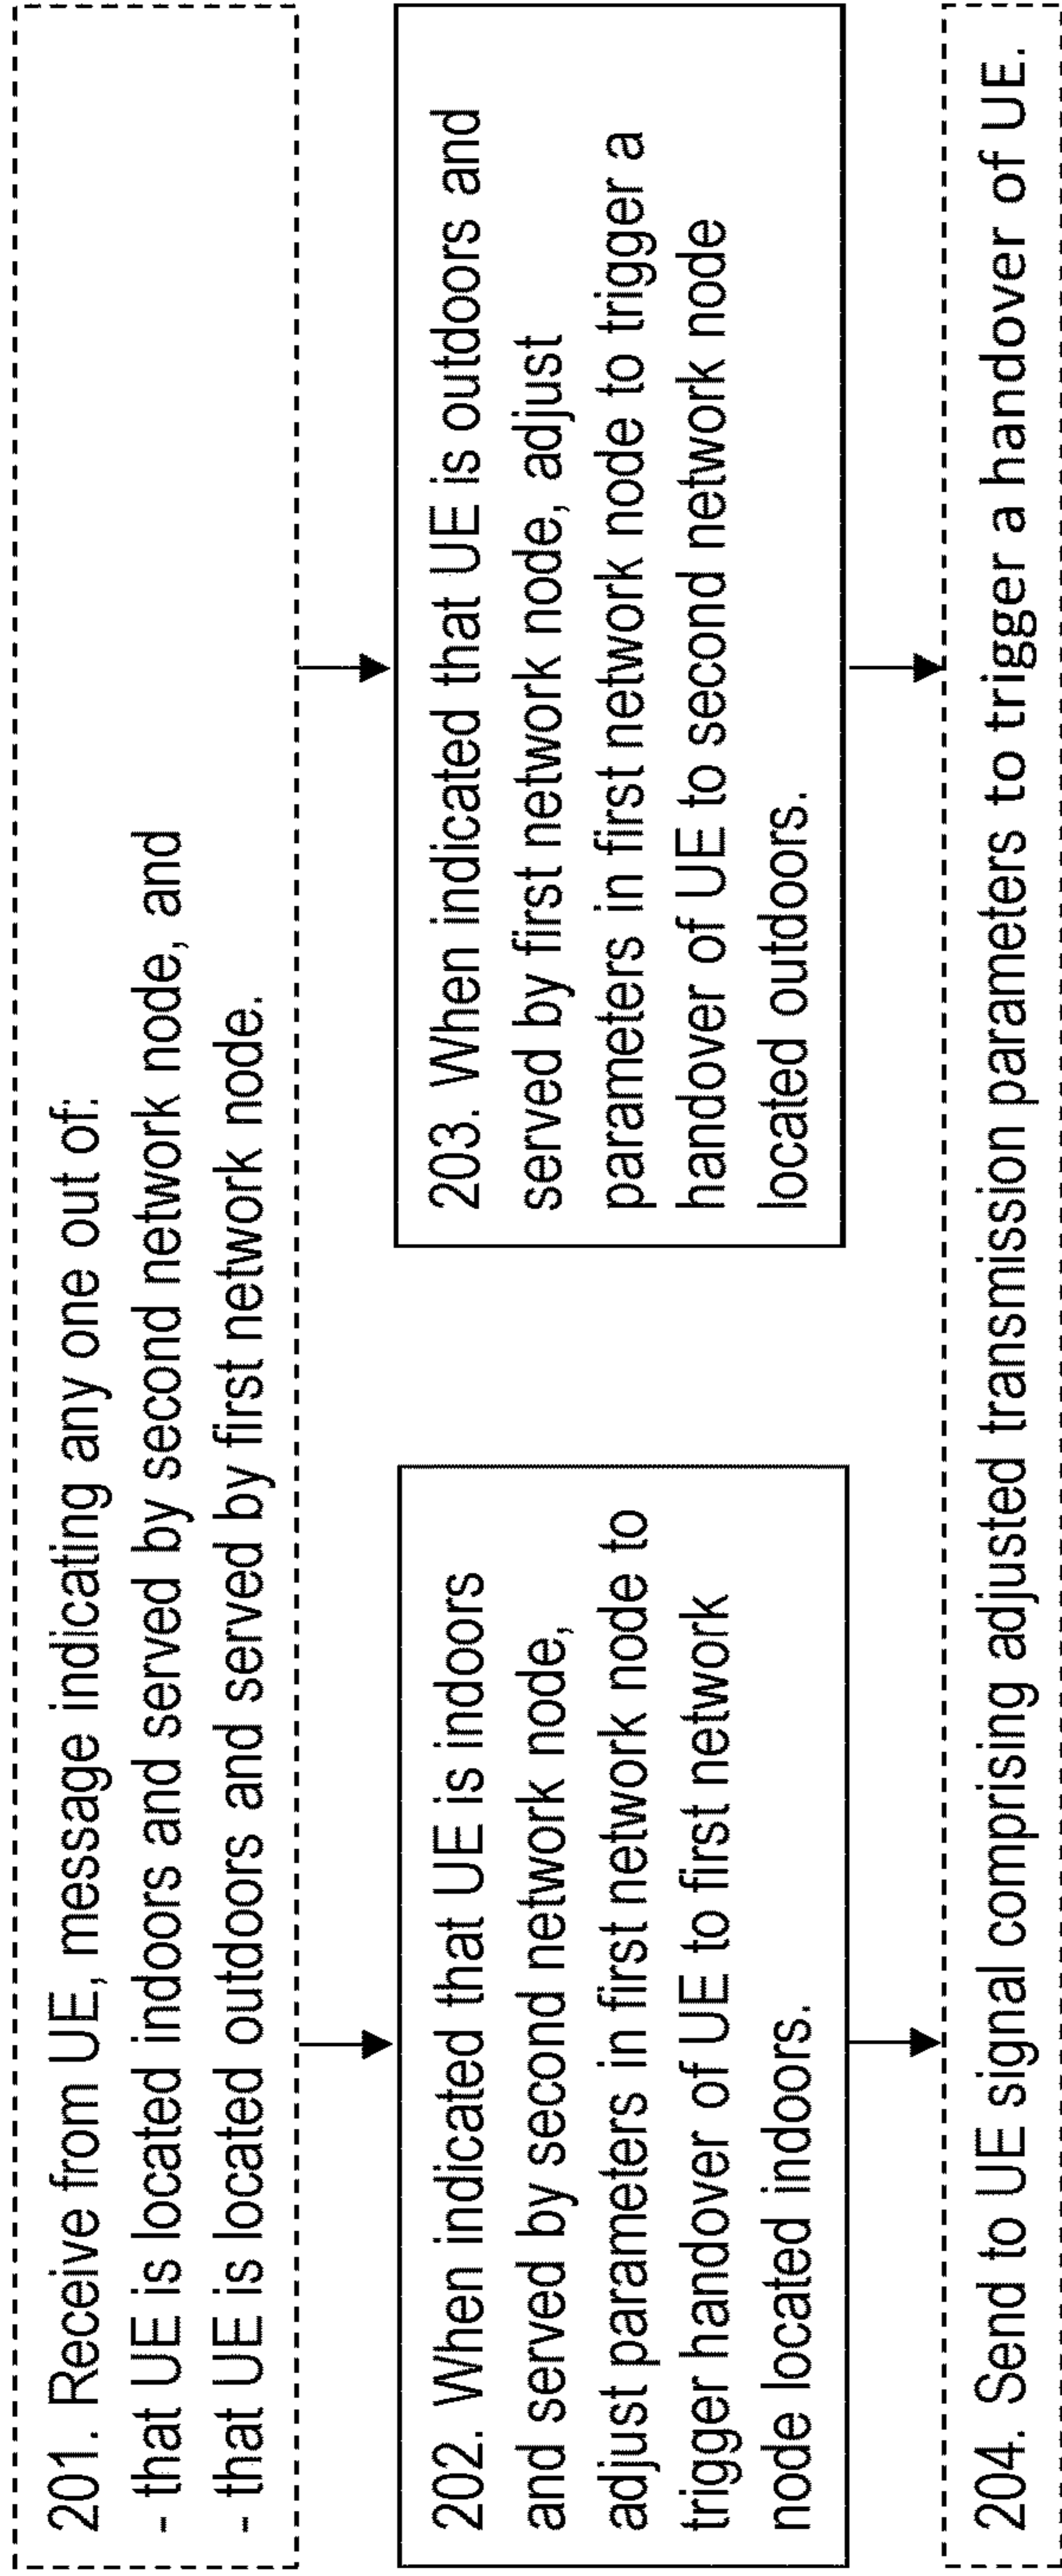 201. Receive from UE, message indicating any one out of:
- that UE is located indoors and served by second network node, and
- that UE is located outdoors and served by first network node.
202. When indicated that UE is indoors
and served by second network node,
adjust parameters in first network node to
trigger handover of UE to first network
node located indoors.
203. When indicated that UE is outdoors and
served by first network node, adjust
parameters in first network node to trigger a
handover of UE to second network node
located outdoors.
204. Send to UE signal comprising adjusted transmission parameters to trigger a handover of UE.